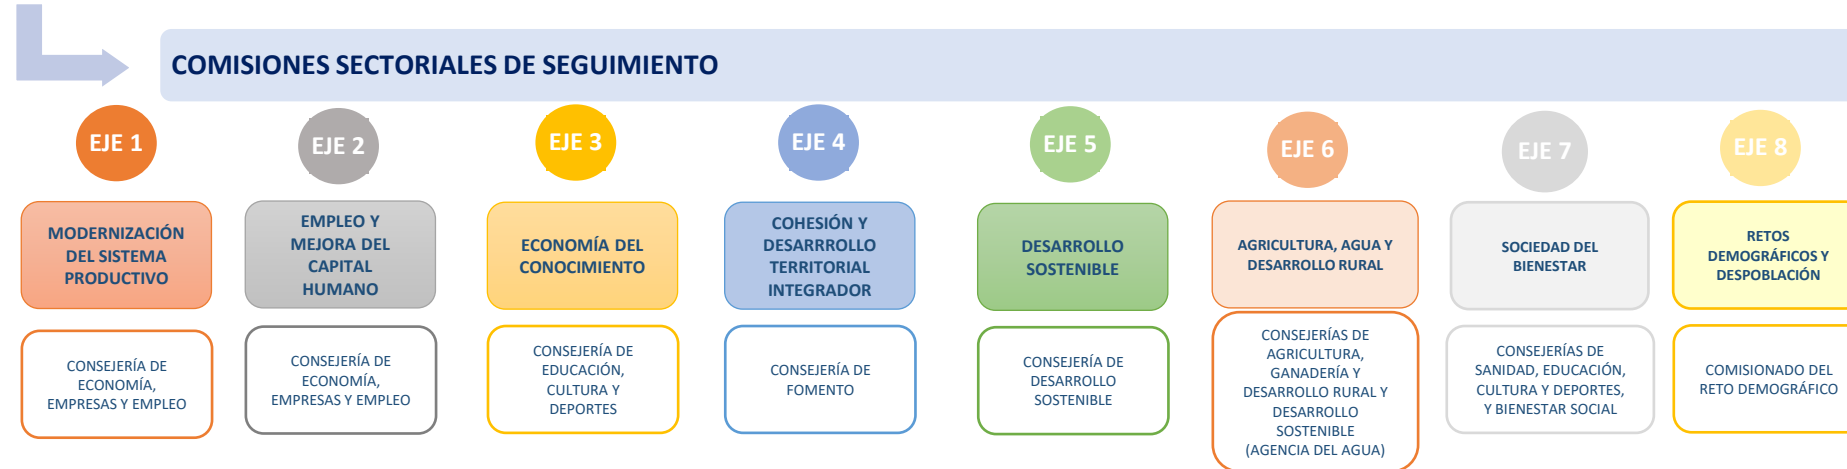 COMISIONES SECTORIALES DE SEGUIMIENTO
EJE 1
MODERNIZACIÓN
DEL SISTEMA
PRODUCTIVO
CONSEJERÍA DE
ECONOMÍA,
EMPRESAS Y EMPLEO
EJE 2
EMPLEO Y
MEJORA DEL
CAPITAL
HUMANO
CONSEJERÍA DE
ECONOMÍA,
EMPRESAS Y EMPLEO
EJE 3
ECONOMÍA DEL
CONOCIMIENTO
CONSEJERÍA DE
EDUCACIÓN,
CULTURA Y
DEPORTES
EJE 4
COHESIÓN Y
DESARRROLLO
TERRITORIAL
INTEGRADOR
CONSEJERÍA DE
FOMENTO
EJE 5
DESARROLLO
SOSTENIBLE
CONSEJERÍA DE
DESARROLLO
SOSTENIBLE
EJE 6
AGRICULTURA, AGUA Y
DESARROLLO RURAL
CONSEJERÍAS DE
AGRICULTURA,
GANADERÍA Y
DESARROLLO RURAL Y
DESARROLLO
SOSTENIBLE
(AGENCIA DEL AGUA)
EJE 7
SOCIEDAD DEL
BIENESTAR
CONSEJERÍAS DE
SANIDAD, EDUCACIÓN,
CULTURA Y DEPORTES,
Y BIENESTAR SOCIAL
EJE 8
RETOS
DEMOGRÁFICOS Y
DESPOBLACIÓN
COMISIONADO DEL
RETO DEMOGRÁFICO